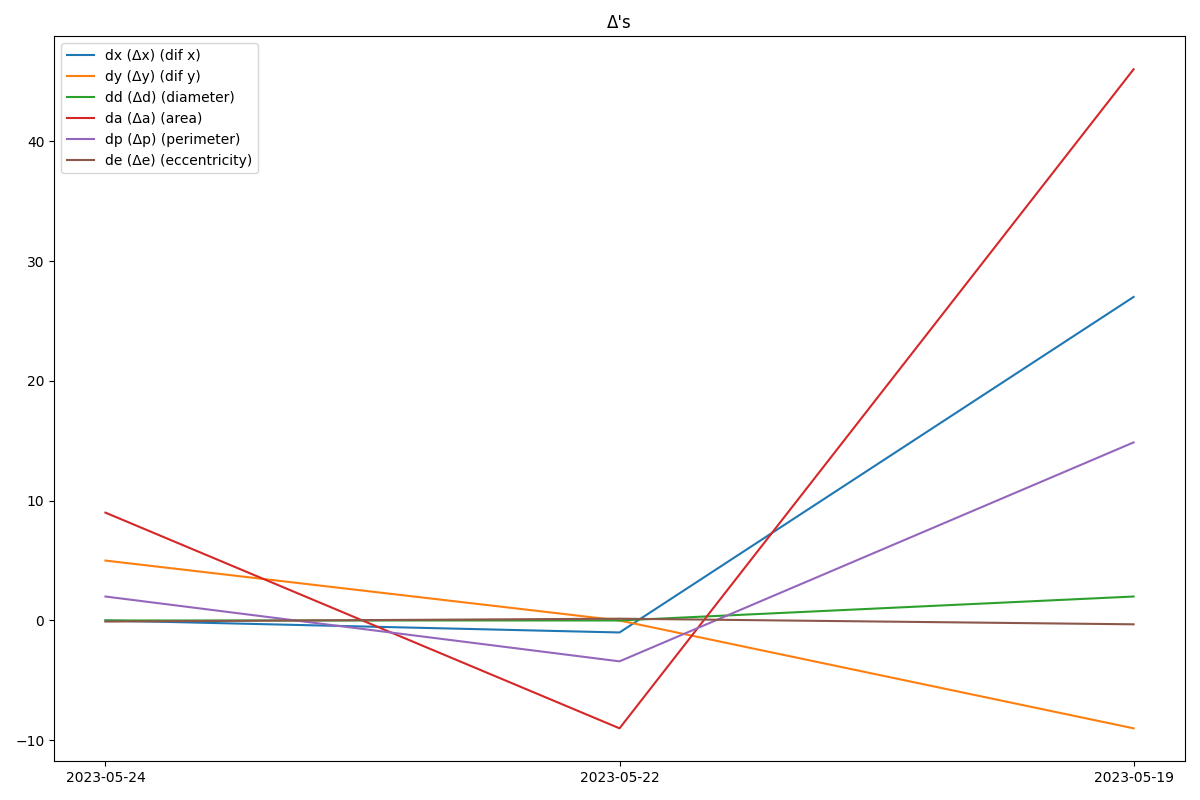 Δ's
dx (Δx) (dif x)
dy (Δy) (dif y)
dd (Δd) (diameter)
da (Δa) (area)
dp (Δp) (perimeter)
de (Δe) (eccentricity)
40
30
20
10
0
−10
2023-05-24 2023-05-22 2023-05-19